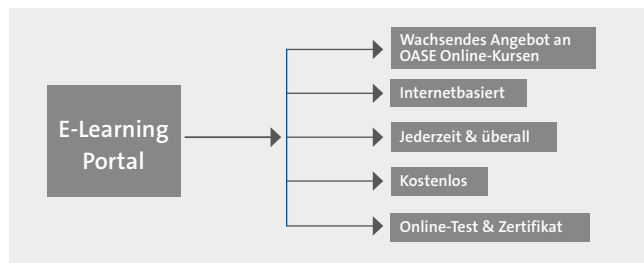 E-Learning
Portal
Wachsendes Angebot an
OASE Online-Kursen
Internetbasiert
Jederzeit & überall
Kostenlos
Online-Test & Zertifikat